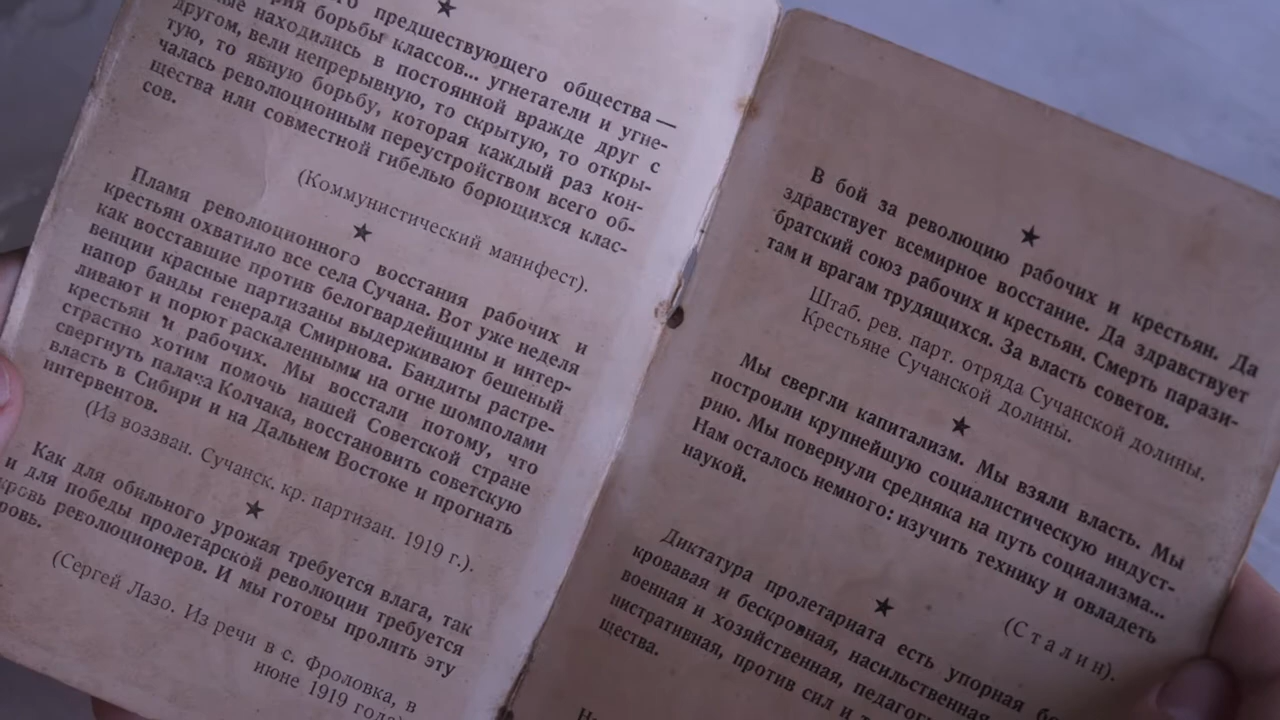 предшествующего общества —
борьбы классов... угнетатели и угне-
находились в постоянной вражде друг с
другом, вели непрерывную, то скрытую, то откры-
тую, то явную борьбу, которая каждый раз кон-
чалась революционным переустройством всего об-
щества или совместной гибелью борющихся клас-
сов.
(Коммунистический манифест).
Пламя революционного восстания рабочих и
крестьян охватило все села Сучана. Вот уже неделя
как восставшие против белогвардейщины и интер-
венции красные партизаны выдерживают бешеный
напор банды генерала Смирнова. Бандиты растре-
ливают и порют раскаленными на огне шомполами
крестьян и рабочих. Мы восстали потому, что
страстно хотим помочь нашей Советской стране
свергнуть палача Колчака, восстановить советскую
власть в Сибири и на Дальнем Востоке и прогнать
интервентов.
(Из воззван. Сучанск. кр. партизан. 1919 г.).
Как для обильного урожая требуется влага, так
и для победы пролетарской революции требуется
кровь революционеров. И мы готовы пролить эту
кровь.
(Сергей Лазо. Из речи в с. Фроловка, в
июне 1919 года)
В бой за революцию рабочих и крестьян. Да
здравствует всемирное восстание. Да здравствует
братский союз рабочих и крестьян. Смерть парази-
там и врагам трудящихся. За власть советов.
Штаб. рев. парт. отряда Сучанской долины.
Крестьяне Сучанской долины.
Мы свергли капитализм. Мы взяли власть. Мы
построили крупнейшую социалистическую индуст-
рию. Мы повернули средняка на путь социализма...
Нам осталось немного: изучить технику и овладеть
наукой.
(Сталин).
Диктатура пролетариата есть упорная
кровавая и бескровная, насильственная
военная и хозяйственная, педагог
нистративная, против сил и
щества.